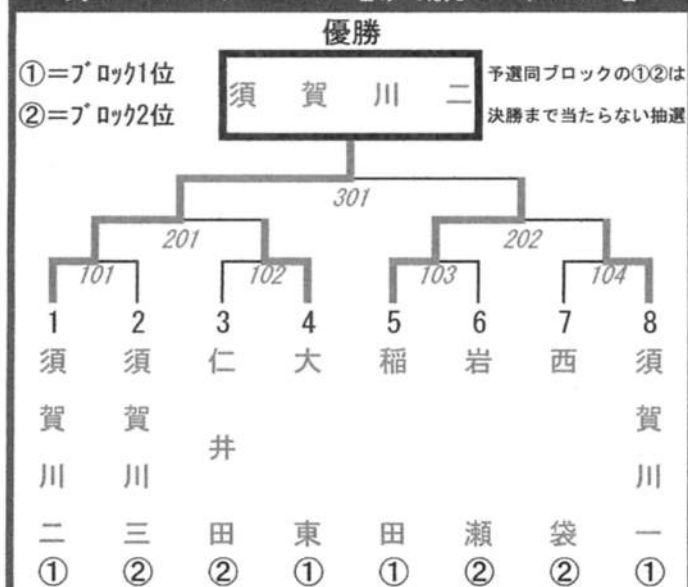 優勝
①=ブロック1位
②=ブロック2位
須賀川二
予選同ブロックの①②は
決勝まで当たらない抽選
301
201
202
101
102
103
104
1 2 3 4 5 6 7 8
須賀川二①
須賀川三②
仁井田②
大東①
稲田①
岩瀬②
西袋②
須賀川一①